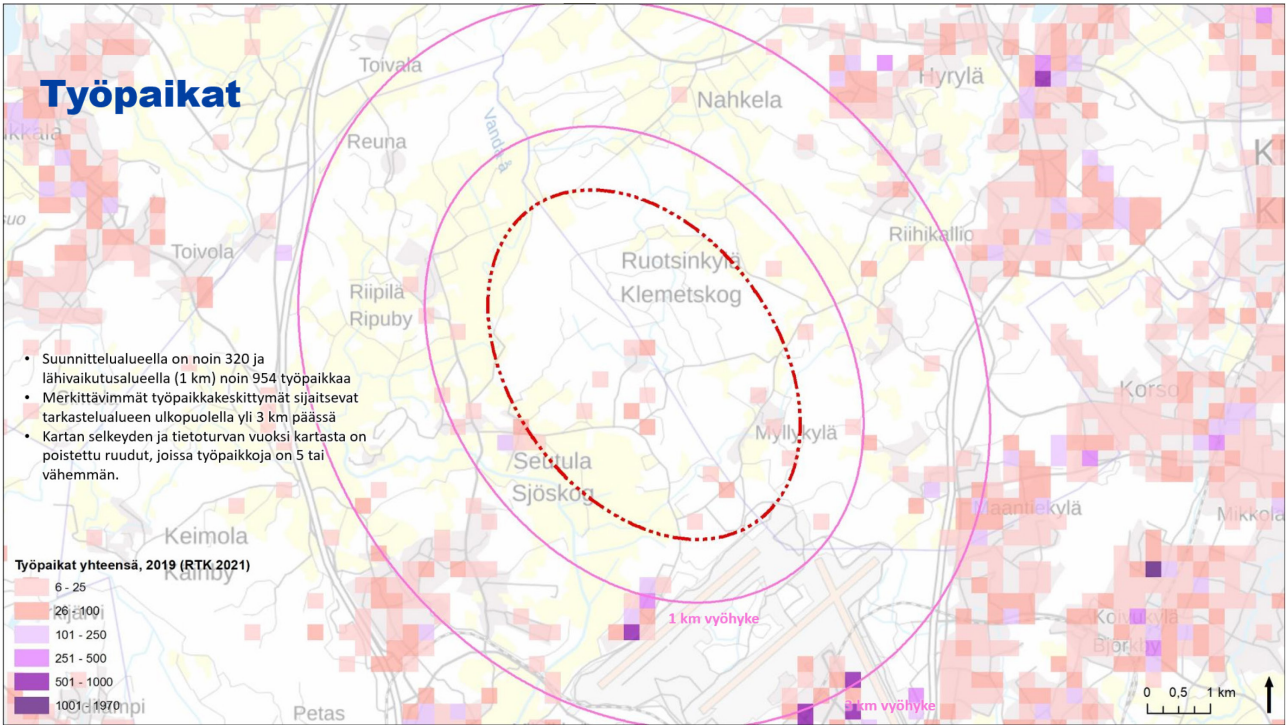 Työpaikat
Toivala
Hyrylä
Nahkela
Vanda å
Reuna
Toivola
Riihikallio
Ruotsinkylä
Klemetskog
Riipilä
Ripuby
• Suunnittelualueella on noin 320 ja
lähivaikutusalueella (1 km) noin 954 työpaikkaa
• Merkittävimmät työpaikkakeskittymät sijaitsevat
tarkastelualueen ulkopuolella yli 3 km päässä
• Kartan selkeyden ja tietoturvan vuoksi kartasta on
poistettu ruudut, joissa työpaikkoja on 5 tai
vähemmän.
Korso
Myllykylä
Seutula
Sjöskog
Maantiekylä
Mikkola
Keimola
Kainby
Työpaikat yhteensä, 2019 (RTK 2021)
6 - 25
26 - 100
101 - 250
251 - 500
501 - 1000
1001 - 1970
1 km vyöhyke
Koivukylä
Björkby
3 km vyöhyke
Petas
0 0,5 1 km